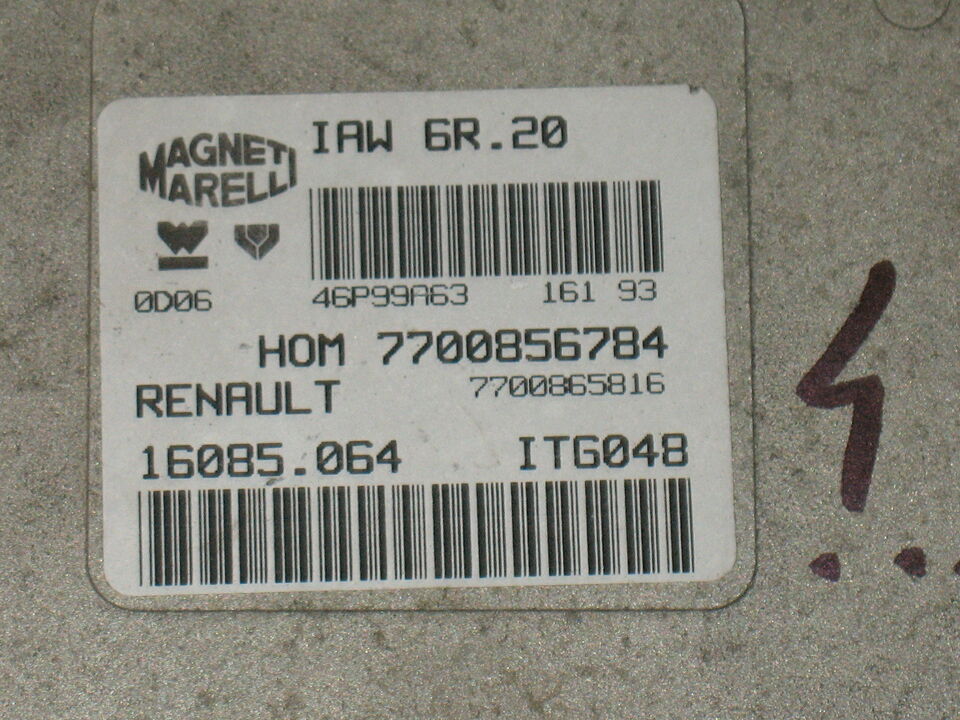 MAGNETI
MARELLI
IAW 6R.20
0D06
46P99A63 161 93
HOM 7700856784
RENAULT 7700865816
16085.064 ITG048